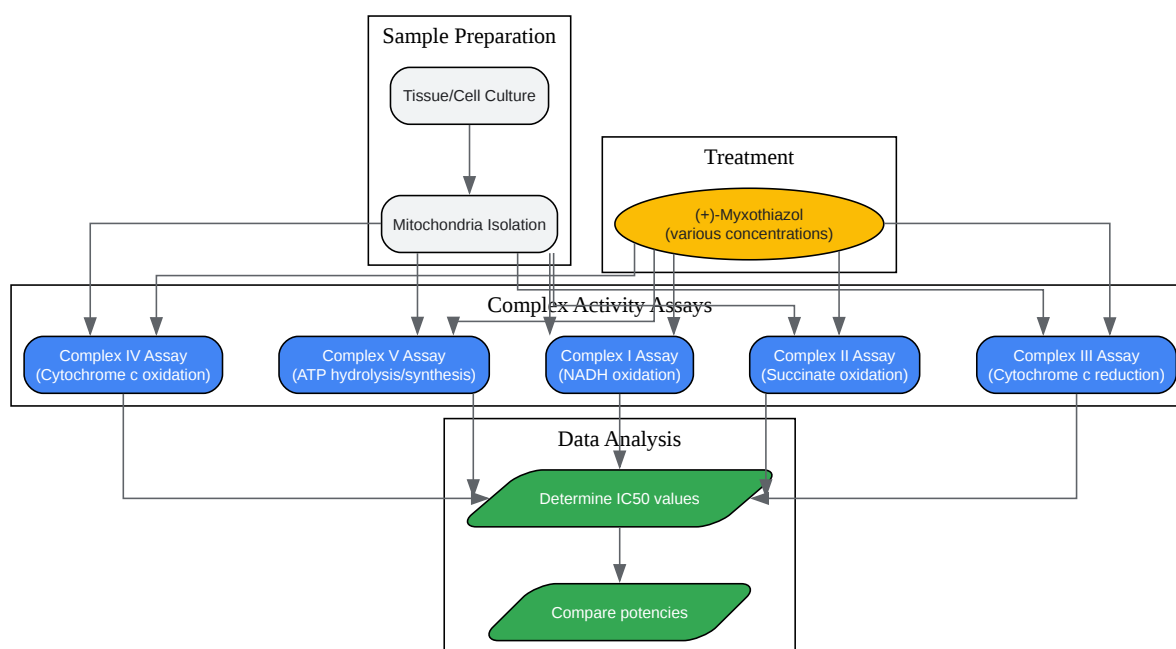 Sample Preparation
Tissue/Cell Culture
Mitochondria Isolation
Treatment
(+)-Myxothiazol
(various concentrations)
Complex Activity Assays
Complex IV Assay
(Cytochrome c oxidation)
Complex V Assay
(ATP hydrolysis/synthesis)
Complex I Assay
(NADH oxidation)
Complex II Assay
(Succinate oxidation)
Complex III Assay
(Cytochrome c reduction)
Data Analysis
Determine IC50 values
Compare potencies